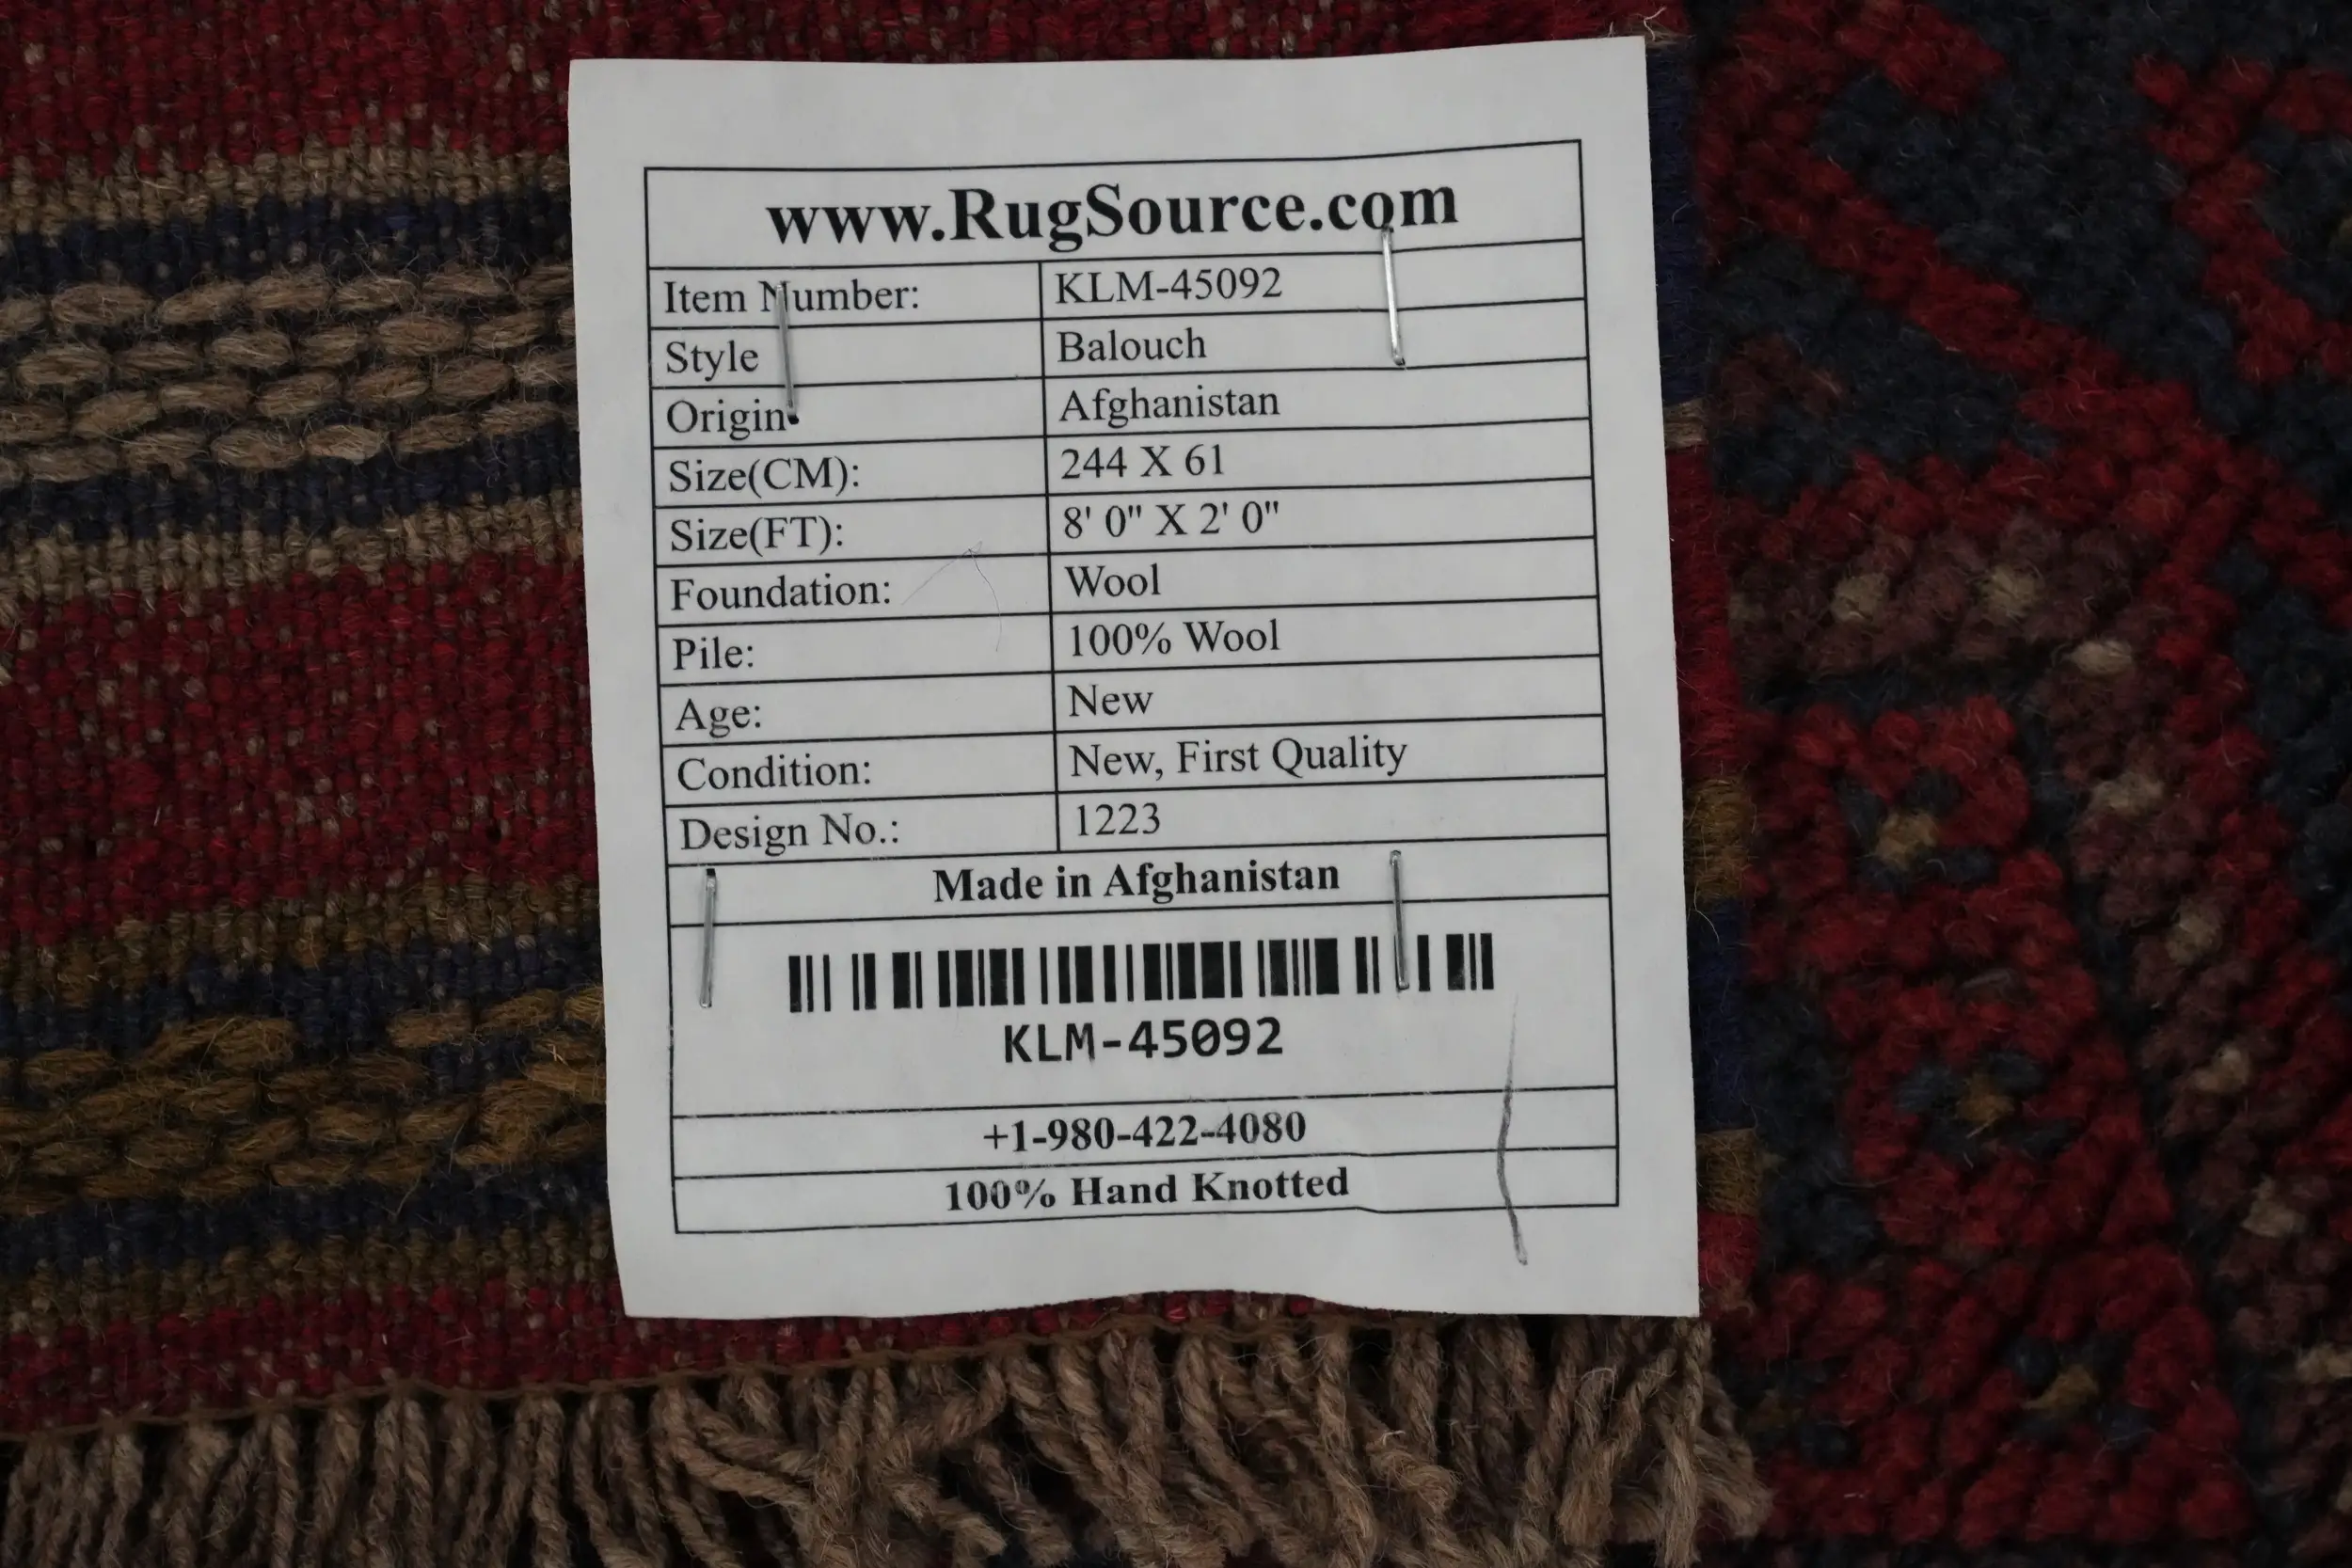 www.RugSource.com
Item Number: KLM-45092
Style Balouch
Origin Afghanistan
Size(CM): 244 X 61
Size(FT): 8' 0" X 2' 0"
Foundation: Wool
Pile: 100% Wool
Age: New
Condition: New, First Quality
Design No.: 1223
Made in Afghanistan
KLM-45092
+1-980-422-4080
100% Hand Knotted